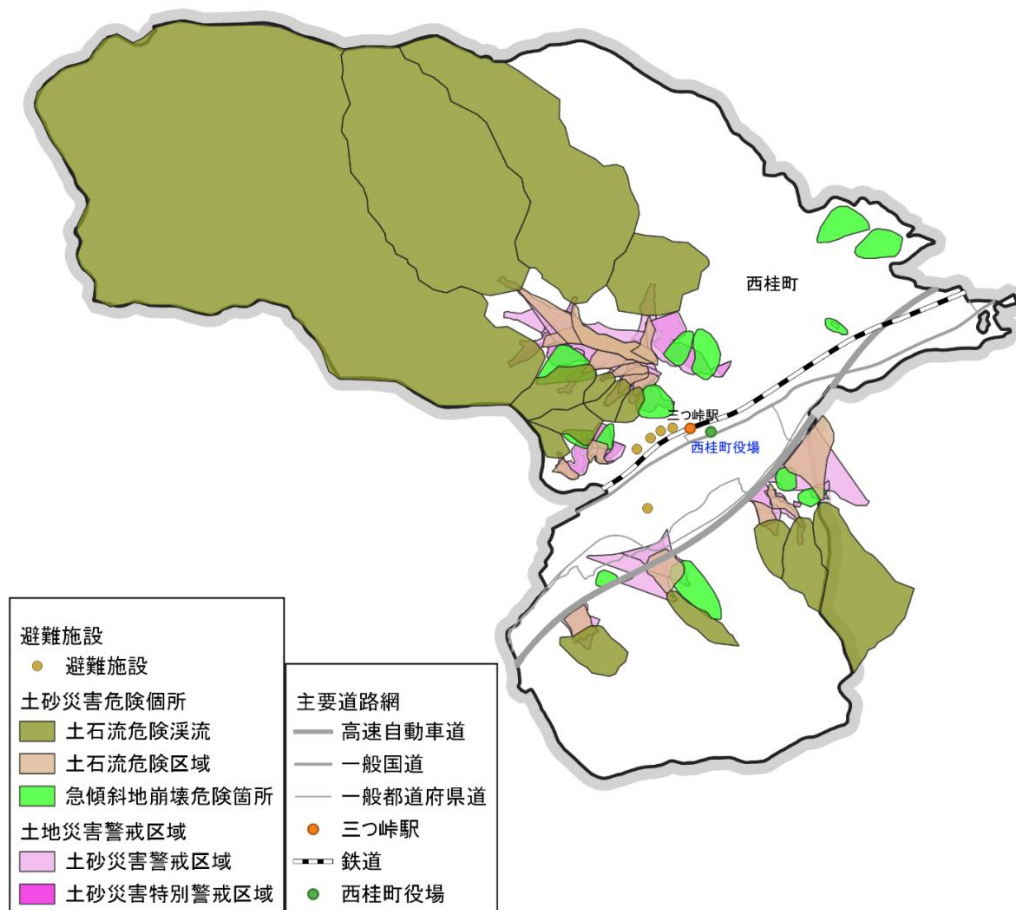 西桂町
三つ峠駅
西桂町役場
避難施設
避難施設
土砂災害危険個所
土石流危険渓流
土石流危険区域
急傾斜地崩壊危険箇所
土地災害警戒区域
土砂災害警戒区域
土砂災害特別警戒区域
主要道路網
高速自動車道
一般国道
一般都道府県道
三つ峠駅
鉄道
西桂町役場